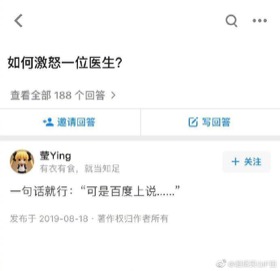 如何激怒一位医生?
查看全部 188 个回答 >
邀请回答
写回答
莹Ying
有衣有食，就当知足
+ 关注
一句话就行：“可是百度上说......”
发布于 2019-08-18 · 著作权归作者所有